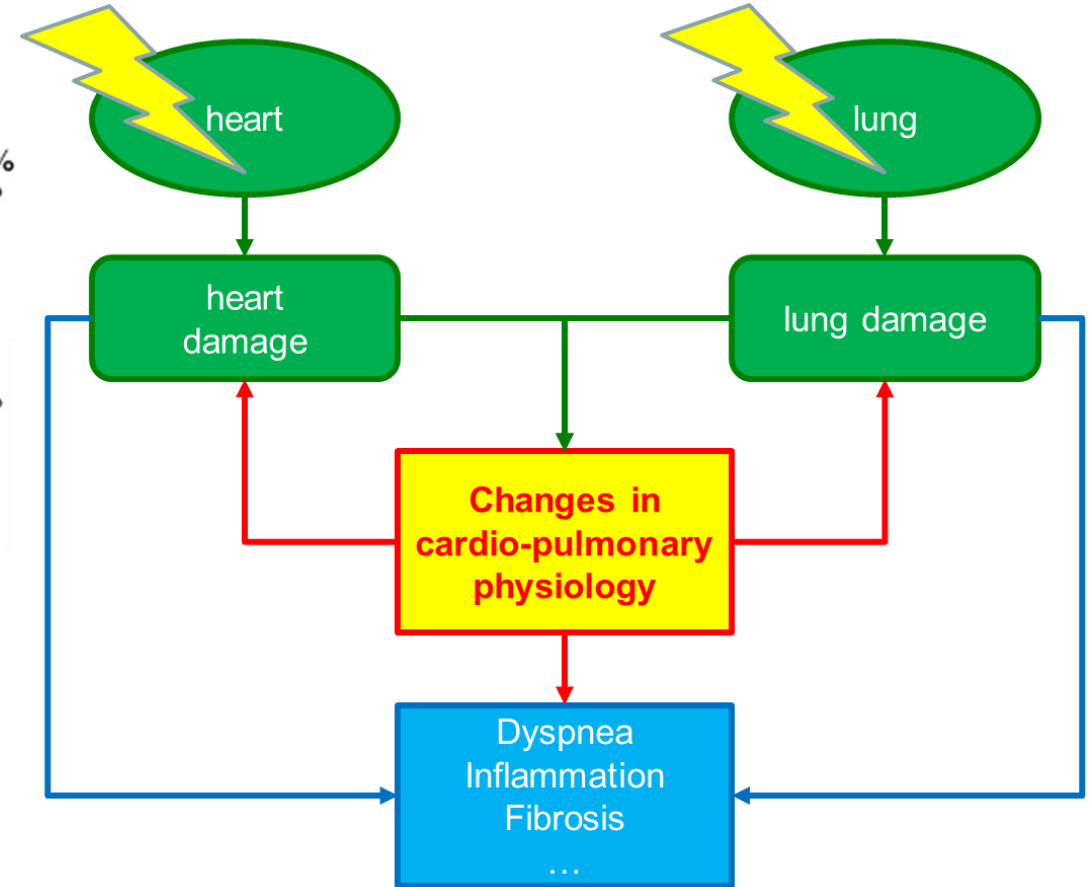 heart
lung
%
heart
damage
lung damage
Changes in
cardio-pulmonary
physiology
Dyspnea
Inflammation
Fibrosis
...